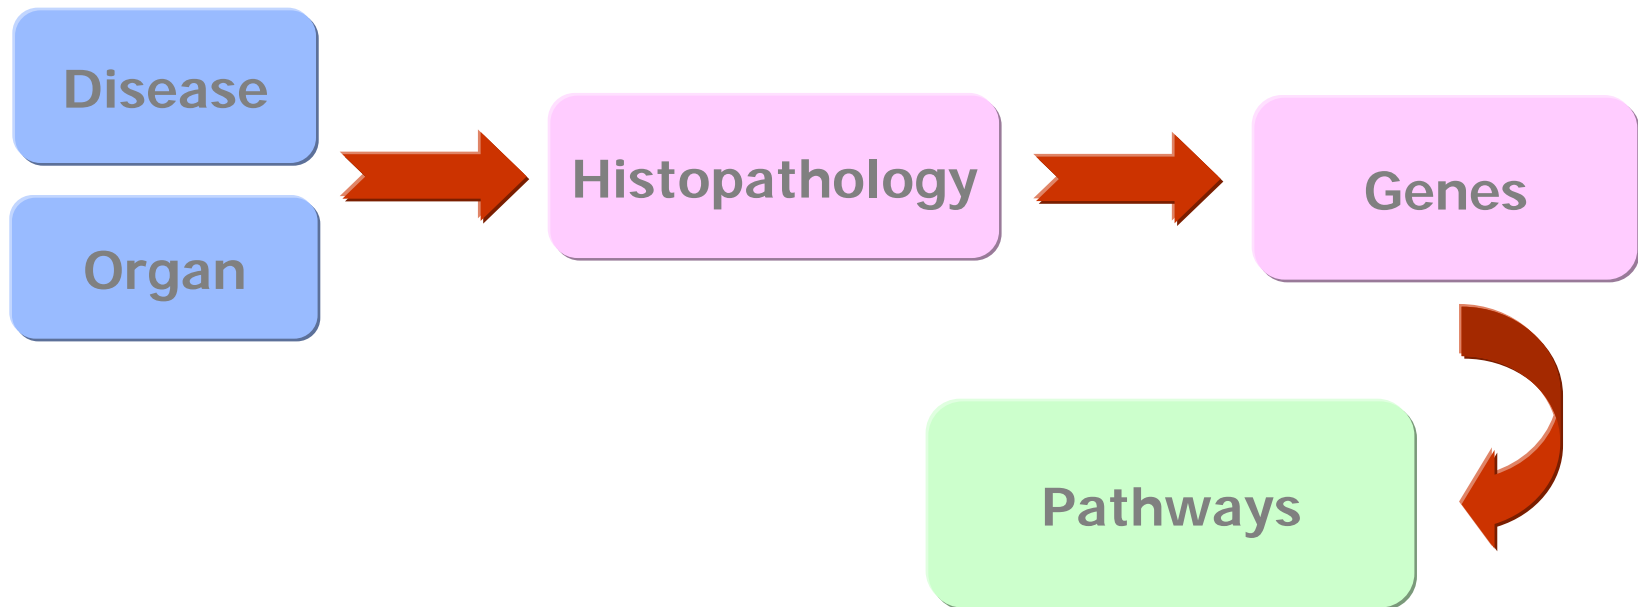 Disease
Organ
Histopathology
Genes
Pathways